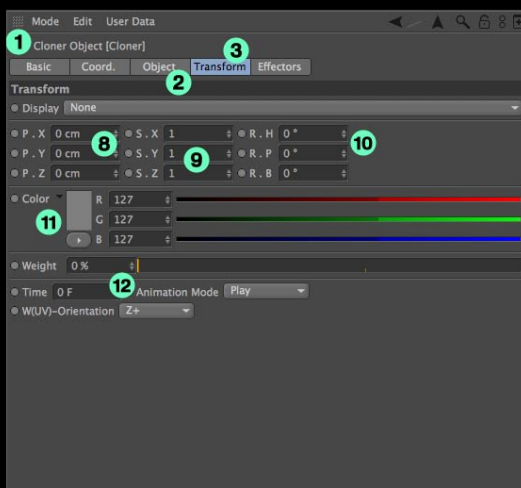 Mode Edit User Data
1 Cloner Object [Cloner]
3
Basic Coord. Object Transform Effectors
2
Transform
Display None
P . X 0 cm S . X 1 R . H 0 °
8 10
P . Y 0 cm S . Y 1 R . P 0 °
9
P . Z 0 cm S . Z 1 R . B 0 °
Color R 127
11 G 127
B 127
Weight 0 %
12
Time 0 F Animation Mode Play
W(UV)-Orientation Z+